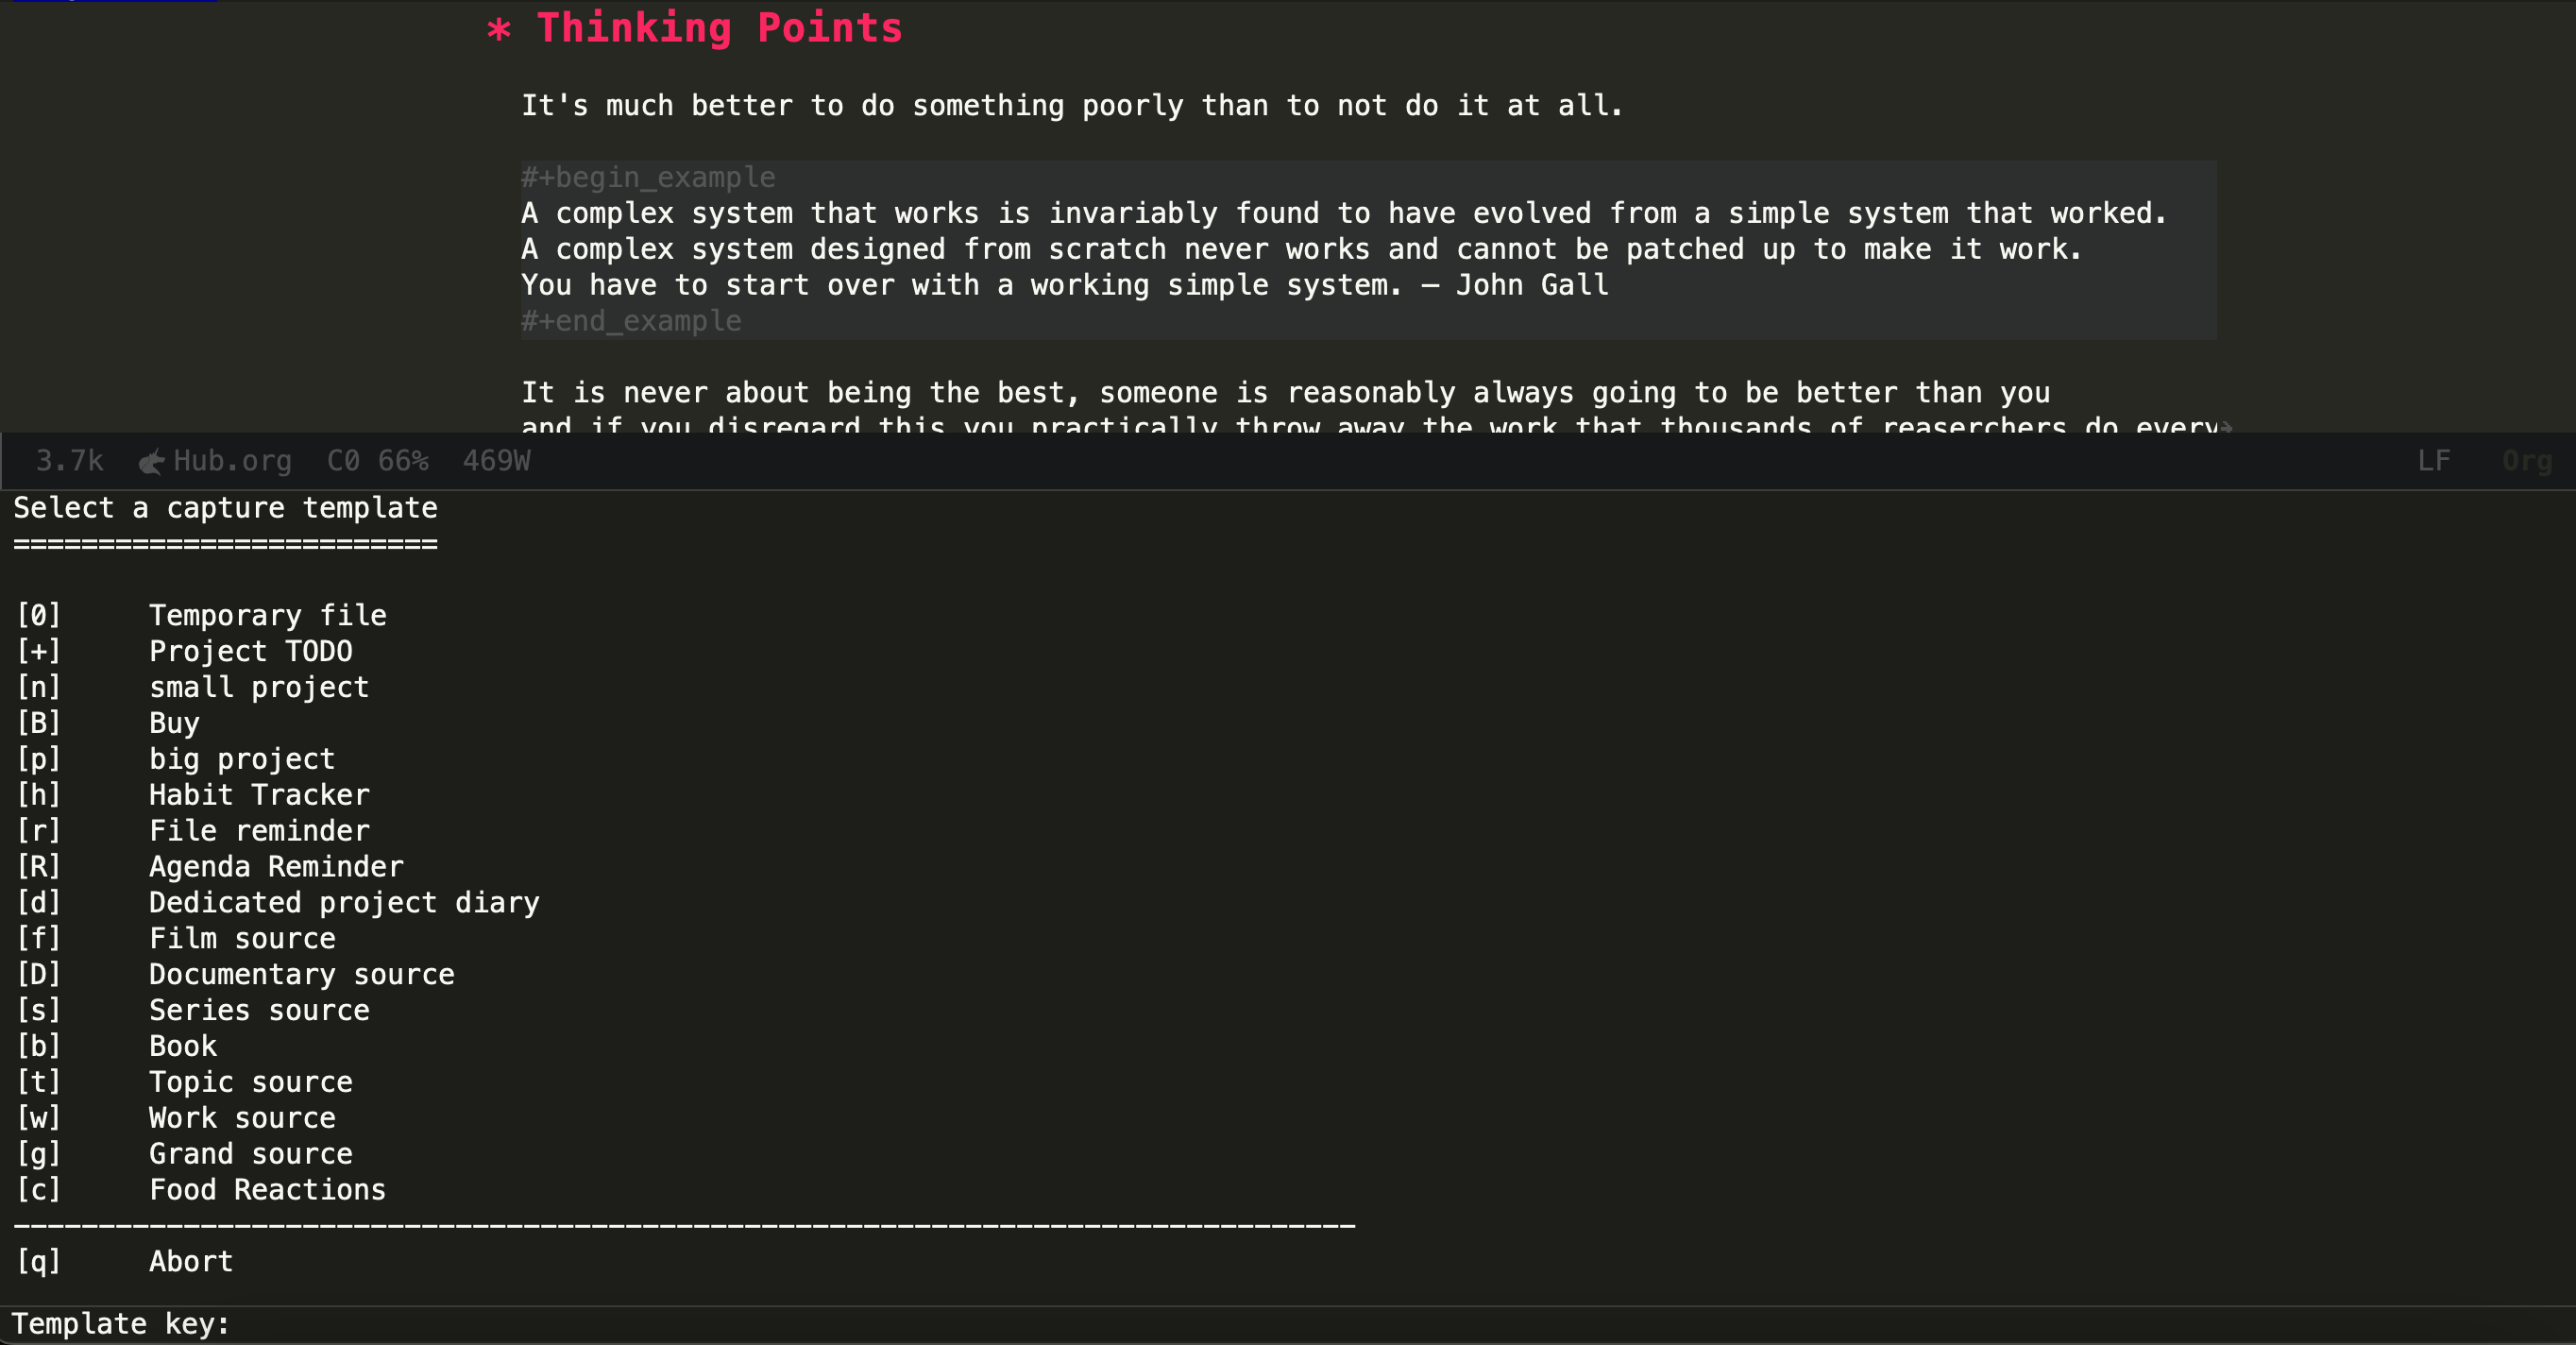 * Thinking Points
It's much better to do something poorly than to not do it at all.
#+begin_example
A complex system that works is invariably found to have evolved from a simple system that worked.
A complex system designed from scratch never works and cannot be patched up to make it work.
You have to start over with a working simple system. — John Gall
#+end_example
It is never about being the best, someone is reasonably always going to be better than you
and if you disregard this you practically throw away the work that thousands of reaserchers do every
3.7k Hub.org C0 66% 469W LF Org
Select a capture template
=========================
[0] Temporary file
[+] Project TODO
[n] small project
[B] Buy
[p] big project
[h] Habit Tracker
[r] File reminder
[R] Agenda Reminder
[d] Dedicated project diary
[f] Film source
[D] Documentary source
[s] Series source
[b] Book
[t] Topic source
[w] Work source
[g] Grand source
[c] Food Reactions
-------------------------------------------------------------------------------
[q] Abort
Template key: